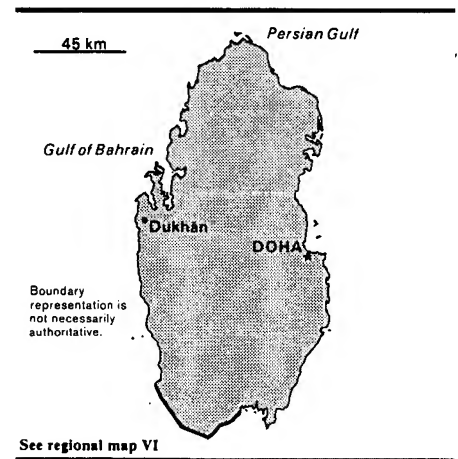 45 km
Persian Gulf
Gulf of Bahrain
Dukhān
DOHA
Boundary
representation is
not necessarily
authoritative.
See regional map VI